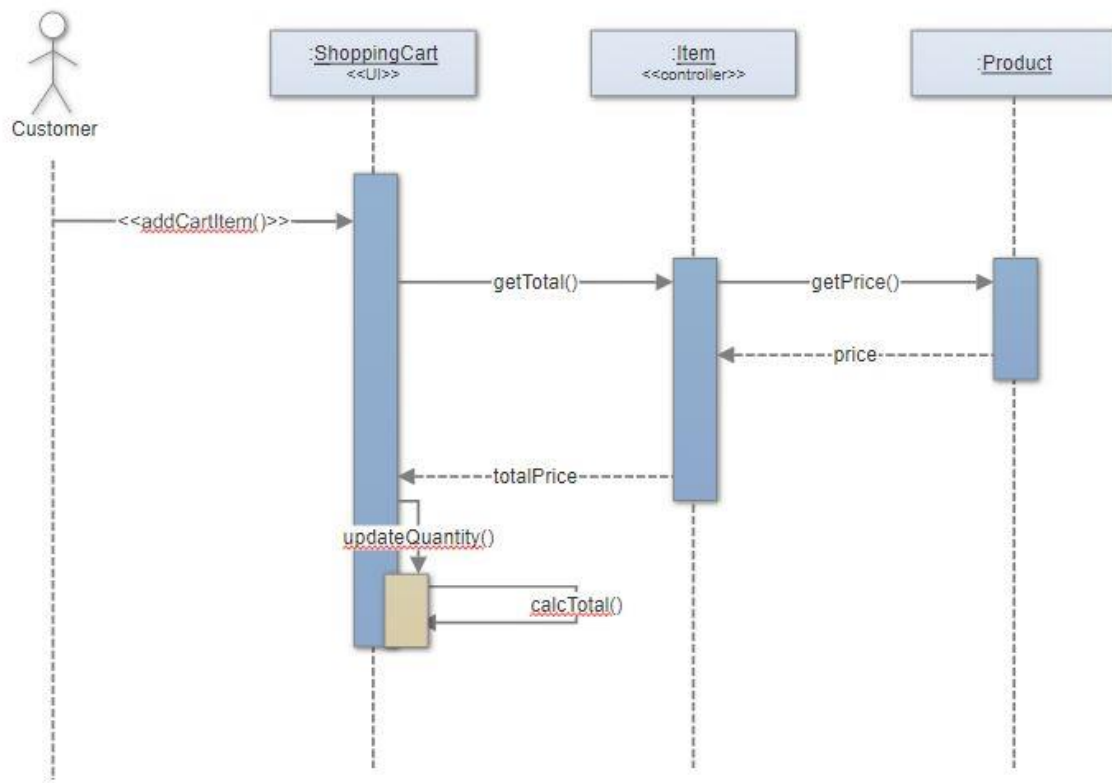 :ShoppingCart
<<UI>>
:Item
<<controller>>
:Product
Customer
<<addCartItem()>>
getTotal()
getPrice()
price
totalPrice
updateQuantity()
calcTotal()